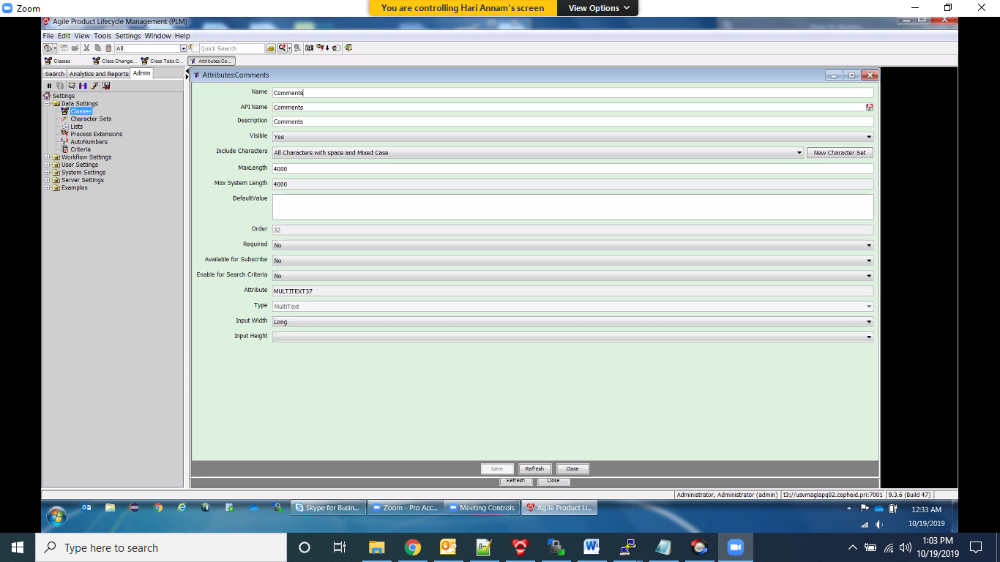 Zoom
You are controlling Hari Annam's screen
View Options
Agile Product Lifecycle Management (PLM)
File Edit View Tools Settings Window Help
All
Quick Search
Classes
Class:Change...
Class Tabs:C...
Attributes:Co...
Search
Analytics and Reports
Admin
Attributes:Comments
Settings
Data Settings
Classes
Character Sets
Lists
Process Extensions
AutoNumbers
Criteria
Workflow Settings
User Settings
System Settings
Server Settings
Examples
Name Comments
API Name Comments
Description Comments
Visible Yes
Include Characters All Characters with space and Mixed Case New Character Set
MaxLength 4000
Max System Length 4000
DefaultValue
Order 32
Required No
Available for Subscribe No
Enable for Search Criteria No
Attribute MULTITEXT37
Type MultiText
Input Width Long
Input Height
Save Refresh Close
Refresh Close
Administrator, Administrator (admin) t3://usvmaglapq02.cepheid.pri:7001 9.3.6 (Build 47)
Skype for Busin...
Zoom - Pro Acc...
Meeting Controls
Agile Product Li...
12:33 AM
10/19/2019
Type here to search
1:03 PM
10/19/2019